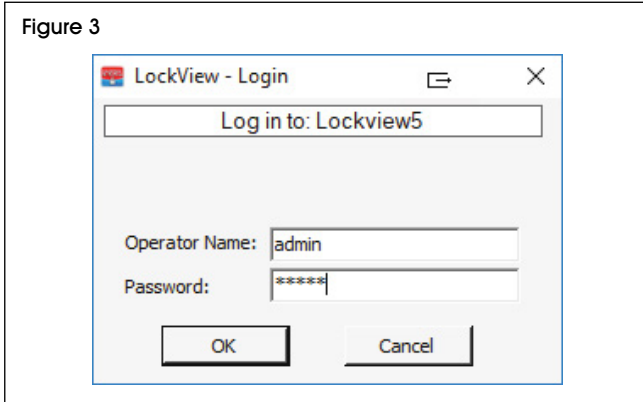 Figure 3
LockView - Login
Log in to: Lockview5
Operator Name: admin
Password: *****
OK Cancel